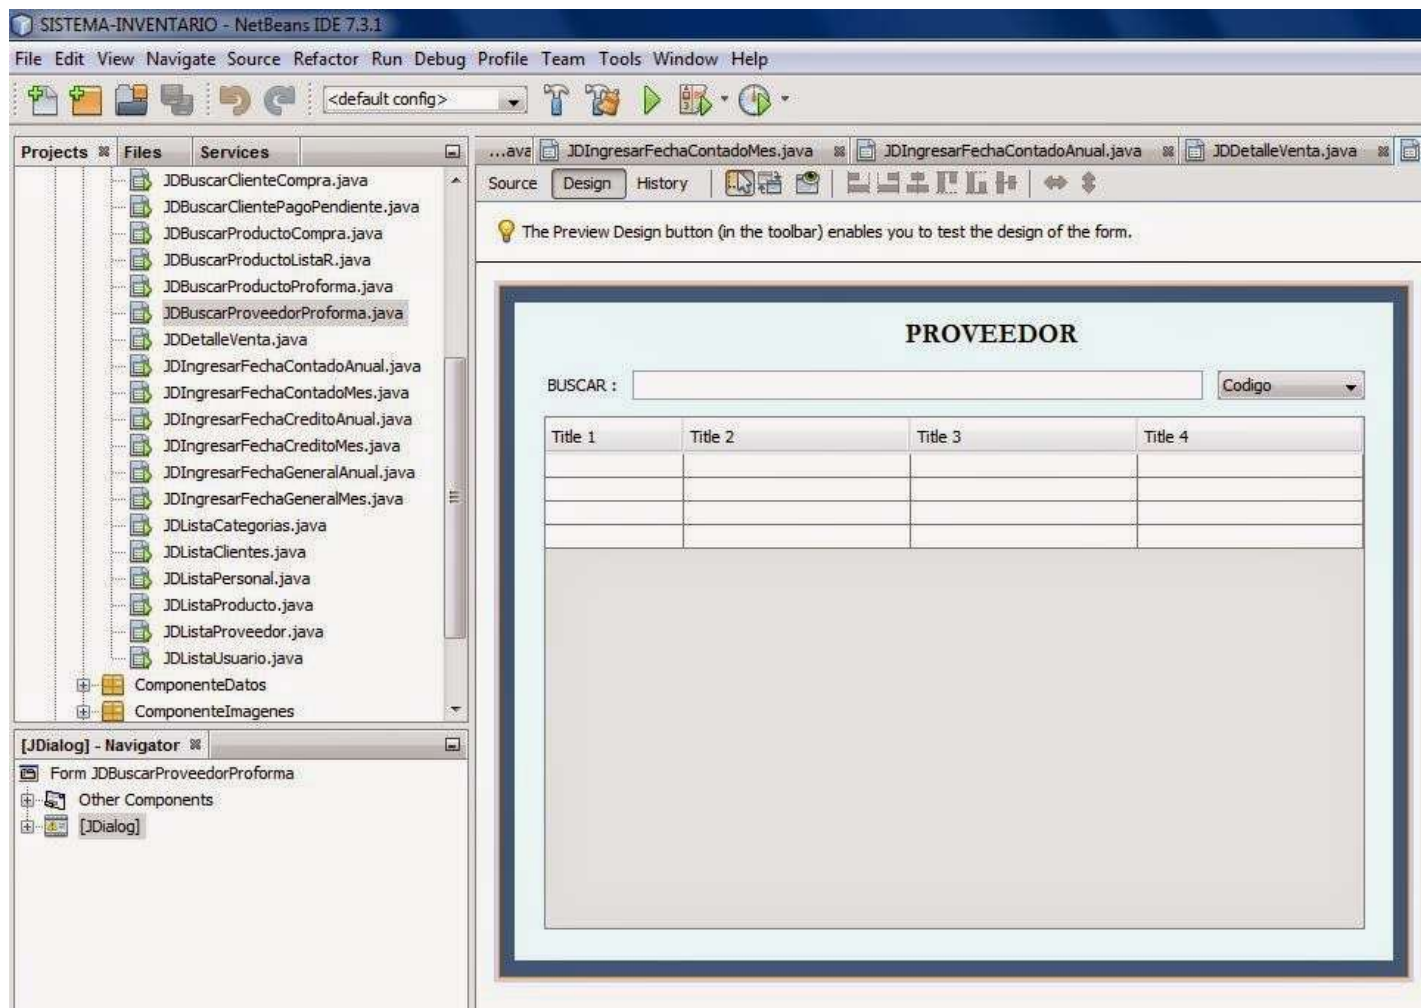 SISTEMA-INVENTARIO - NetBeans IDE 7.3.1
File Edit View Navigate Source Refactor Run Debug Profile Team Tools Window Help
<default config>
Projects Files Services
JDBuscarClienteCompra.java
JDBuscarClientePagoPendiente.java
JDBuscarProductoCompra.java
JDBuscarProductoListaR.java
JDBuscarProductoProforma.java
JDBuscarProveedorProforma.java
JDDetalleVenta.java
JDIngresarFechaContadoAnual.java
JDIngresarFechaContadoMes.java
JDIngresarFechaCreditoAnual.java
JDIngresarFechaCreditoMes.java
JDIngresarFechaGeneralAnual.java
JDIngresarFechaGeneralMes.java
JDListaCategorias.java
JDListaClientes.java
JDListaPersonal.java
JDListaProducto.java
JDListaProveedor.java
JDListaUsuario.java
ComponenteDatos
ComponenteImagenes
[JDialog] - Navigator
Form JDBuscarProveedorProforma
Other Components
[JDialog]
...ava JDIngresarFechaContadoMes.java JDIngresarFechaContadoAnual.java JDDetalleVenta.java
Source Design History
The Preview Design button (in the toolbar) enables you to test the design of the form.
PROVEEDOR
BUSCAR : Codigo
Title 1 Title 2 Title 3 Title 4